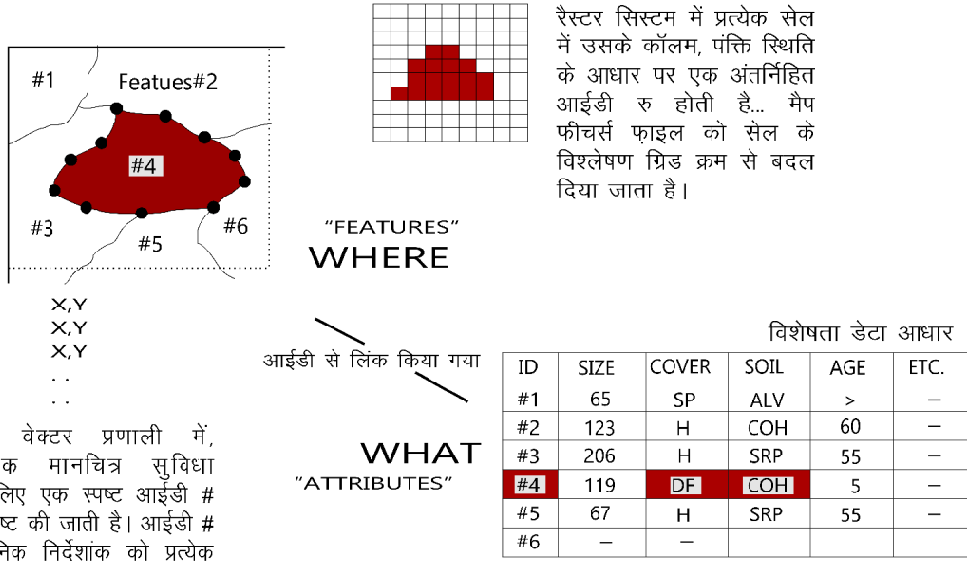 #1
Featues#2
#4
#3
#5
#6
X,Y
X,Y
X,Y
. .
. .
वेक्टर प्रणाली में,
क मानचित्र सुविधा
लिए एक स्पष्ट आईडी #
ष्ट की जाती है। आईडी #
निक निर्देशांक को प्रत्येक
रैस्टर सिस्टम में प्रत्येक सेल
में उसके कॉलम, पंक्ति स्थिति
के आधार पर एक अंतर्निहित
आईडी रु होती है... मैप
फीचर्स फ़ाइल को सेल के
विश्लेषण ग्रिड क्रम से बदल
दिया जाता है।
"FEATURES"
WHERE
आईडी से लिंक किया गया
WHAT
"ATTRIBUTES"
विशेषता डेटा आधार
ID SIZE COVER SOIL AGE ETC.
#1 65 SP ALV > –
#2 123 H COH 60 –
#3 206 H SRP 55 –
#4 119 DF COH 5 –
#5 67 H SRP 55 –
#6 – –